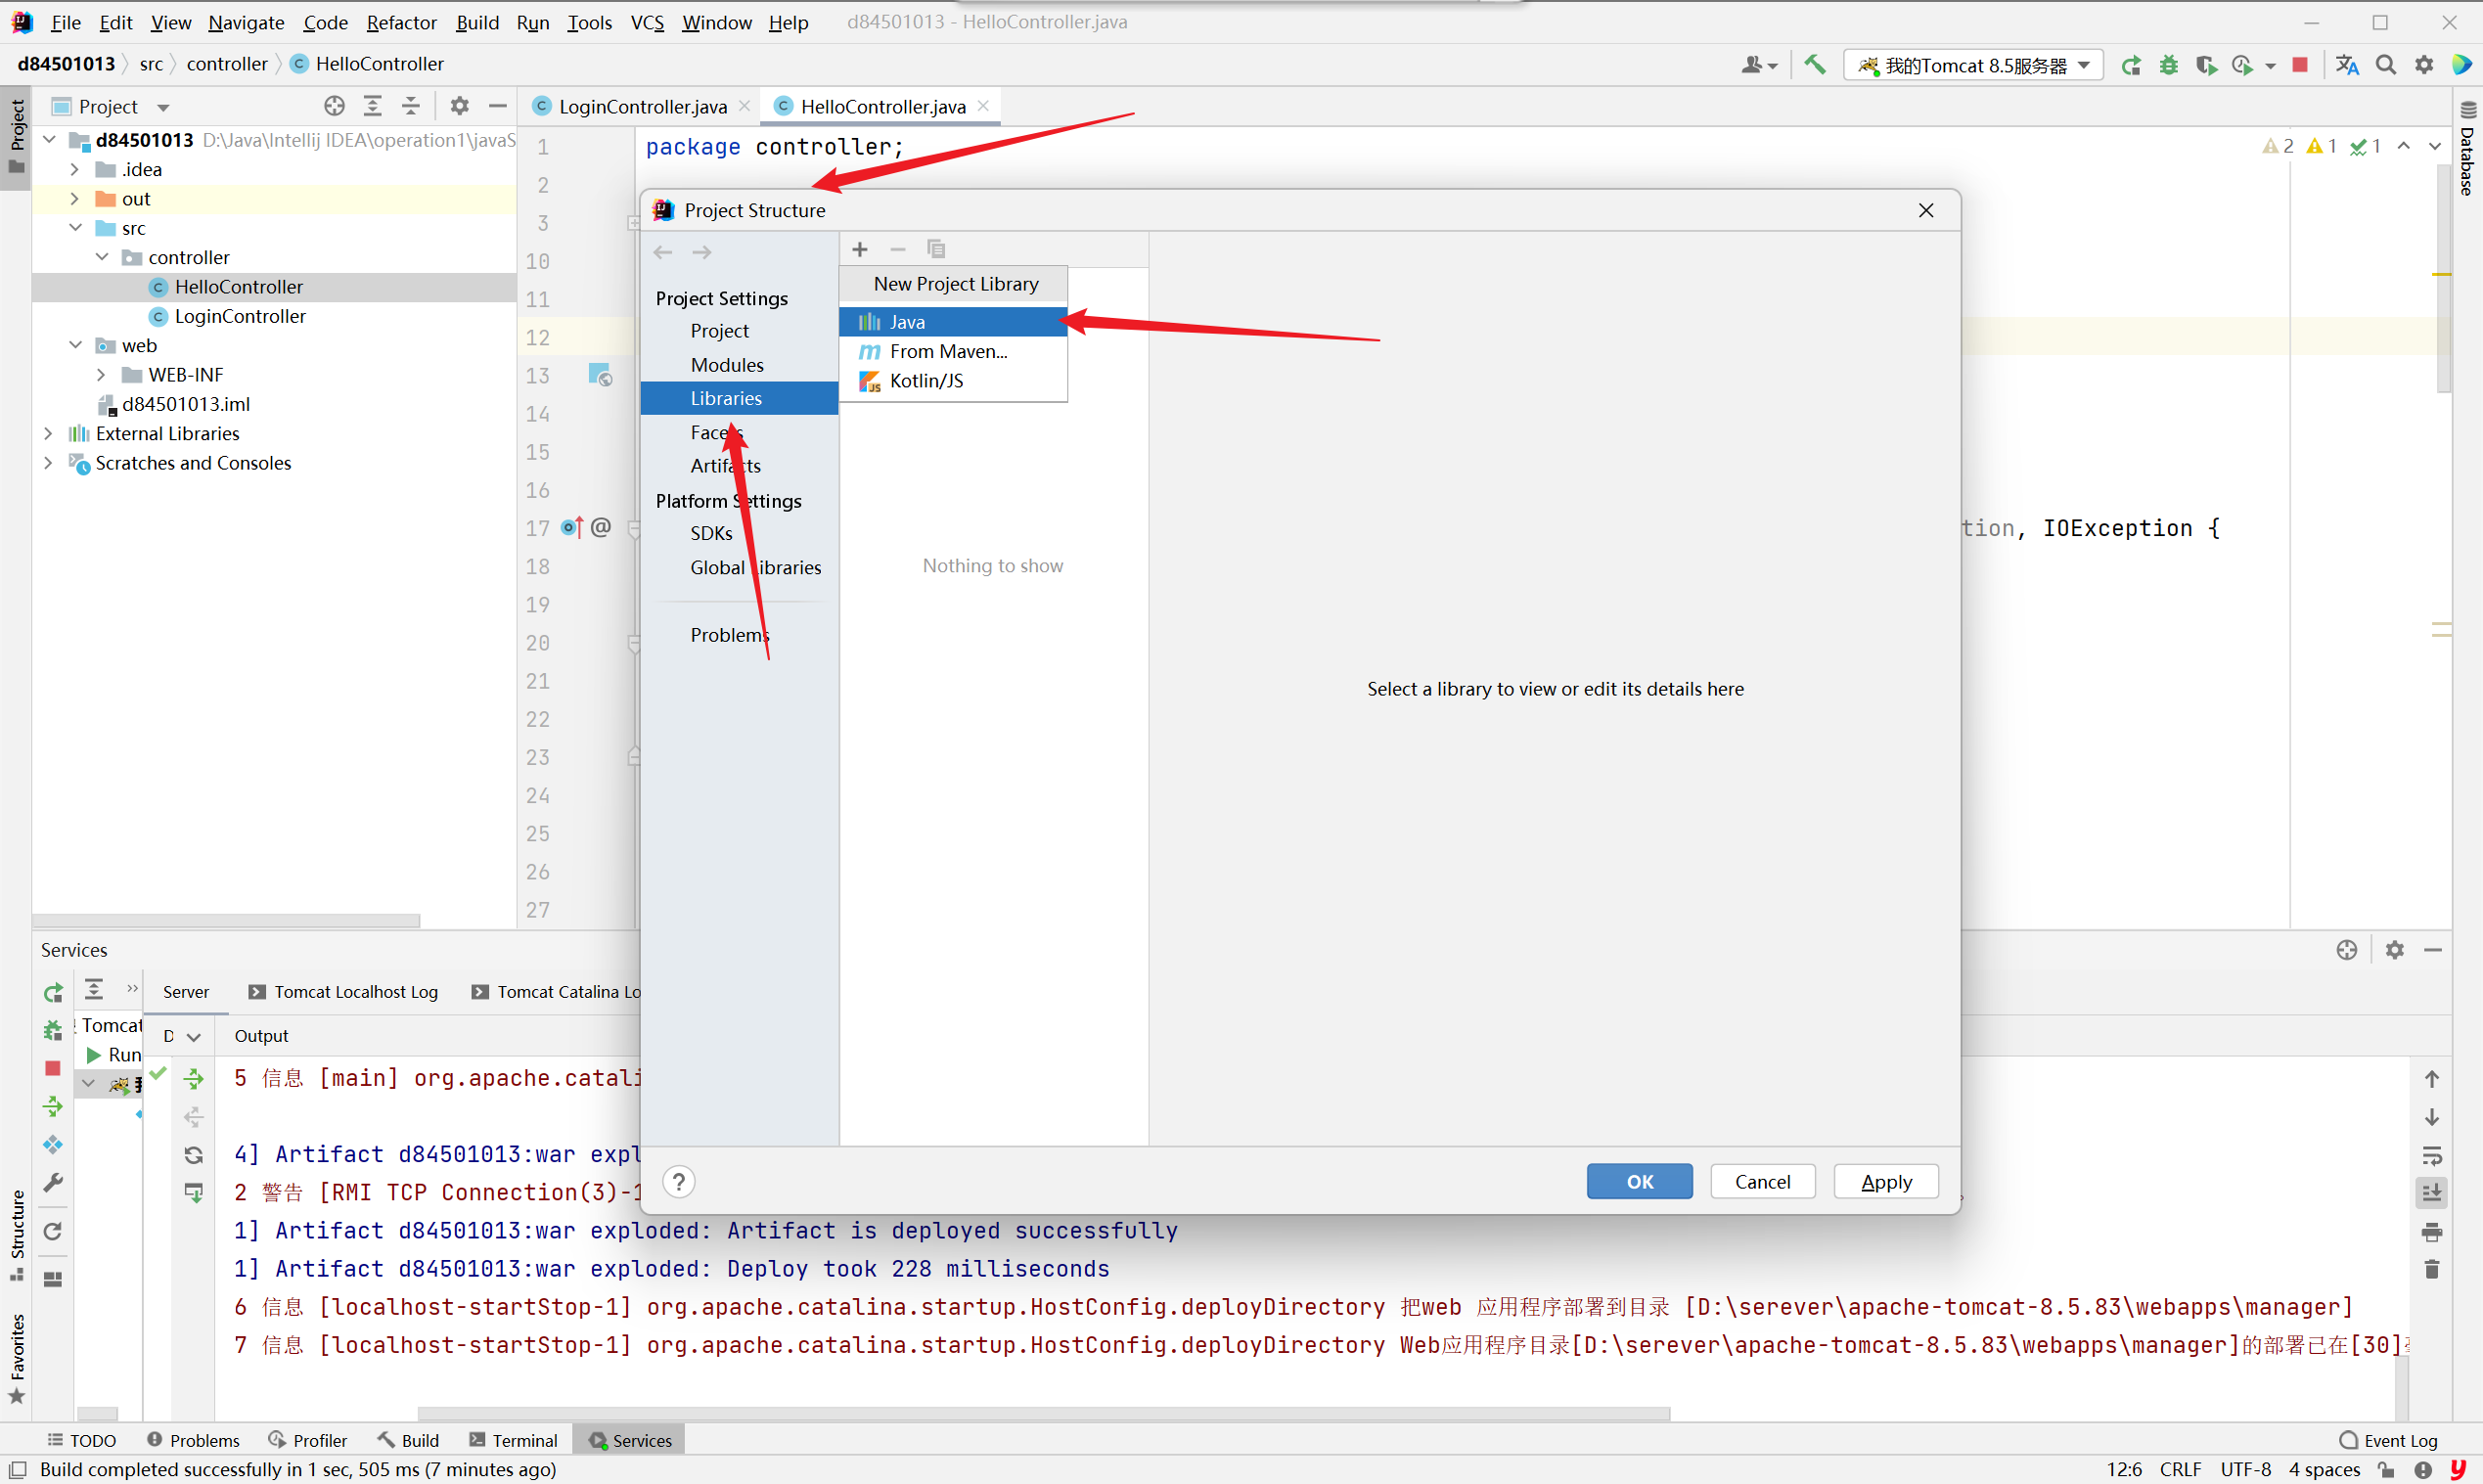 File Edit View Navigate Code Refactor Build Run Tools VCS Window Help d84501013 - HelloController.java
d84501013 src controller HelloController
我的Tomcat 8.5服务器
Project
LoginController.java HelloController.java
d84501013 D:\Java\Intellij IDEA\operation1\javaS
.idea
out
src
controller
HelloController
LoginController
web
WEB-INF
d84501013.iml
External Libraries
Scratches and Consoles
Project
Structure
Favorites
Database
1 package controller;
2
3
10
11
12
13
14
15
16
17 @ tion, IOException {
18
19
20
21
22
23
24
25
26
27
2 1 1
Project Structure
Project Settings
Project
Modules
Libraries
Facets
Artifacts
Platform Settings
SDKs
Global Libraries
Problems
New Project Library
Java
From Maven...
Kotlin/JS
Nothing to show
Select a library to view or edit its details here
? OK Cancel Apply
Services
Server Tomcat Localhost Log Tomcat Catalina Lo
Tomcat
Run
D Output
5 信息 [main] org.apache.catali
4] Artifact d84501013:war expl
2 警告 [RMI TCP Connection(3)-1
1] Artifact d84501013:war exploded: Artifact is deployed successfully
1] Artifact d84501013:war exploded: Deploy took 228 milliseconds
6 信息 [localhost-startStop-1] org.apache.catalina.startup.HostConfig.deployDirectory 把web 应用程序部署到目录 [D:\serever\apache-tomcat-8.5.83\webapps\manager]
7 信息 [localhost-startStop-1] org.apache.catalina.startup.HostConfig.deployDirectory Web应用程序目录[D:\serever\apache-tomcat-8.5.83\webapps\manager]的部署已在[30]
TODO Problems Profiler Build Terminal Services Event Log
Build completed successfully in 1 sec, 505 ms (7 minutes ago) 12:6 CRLF UTF-8 4 spaces